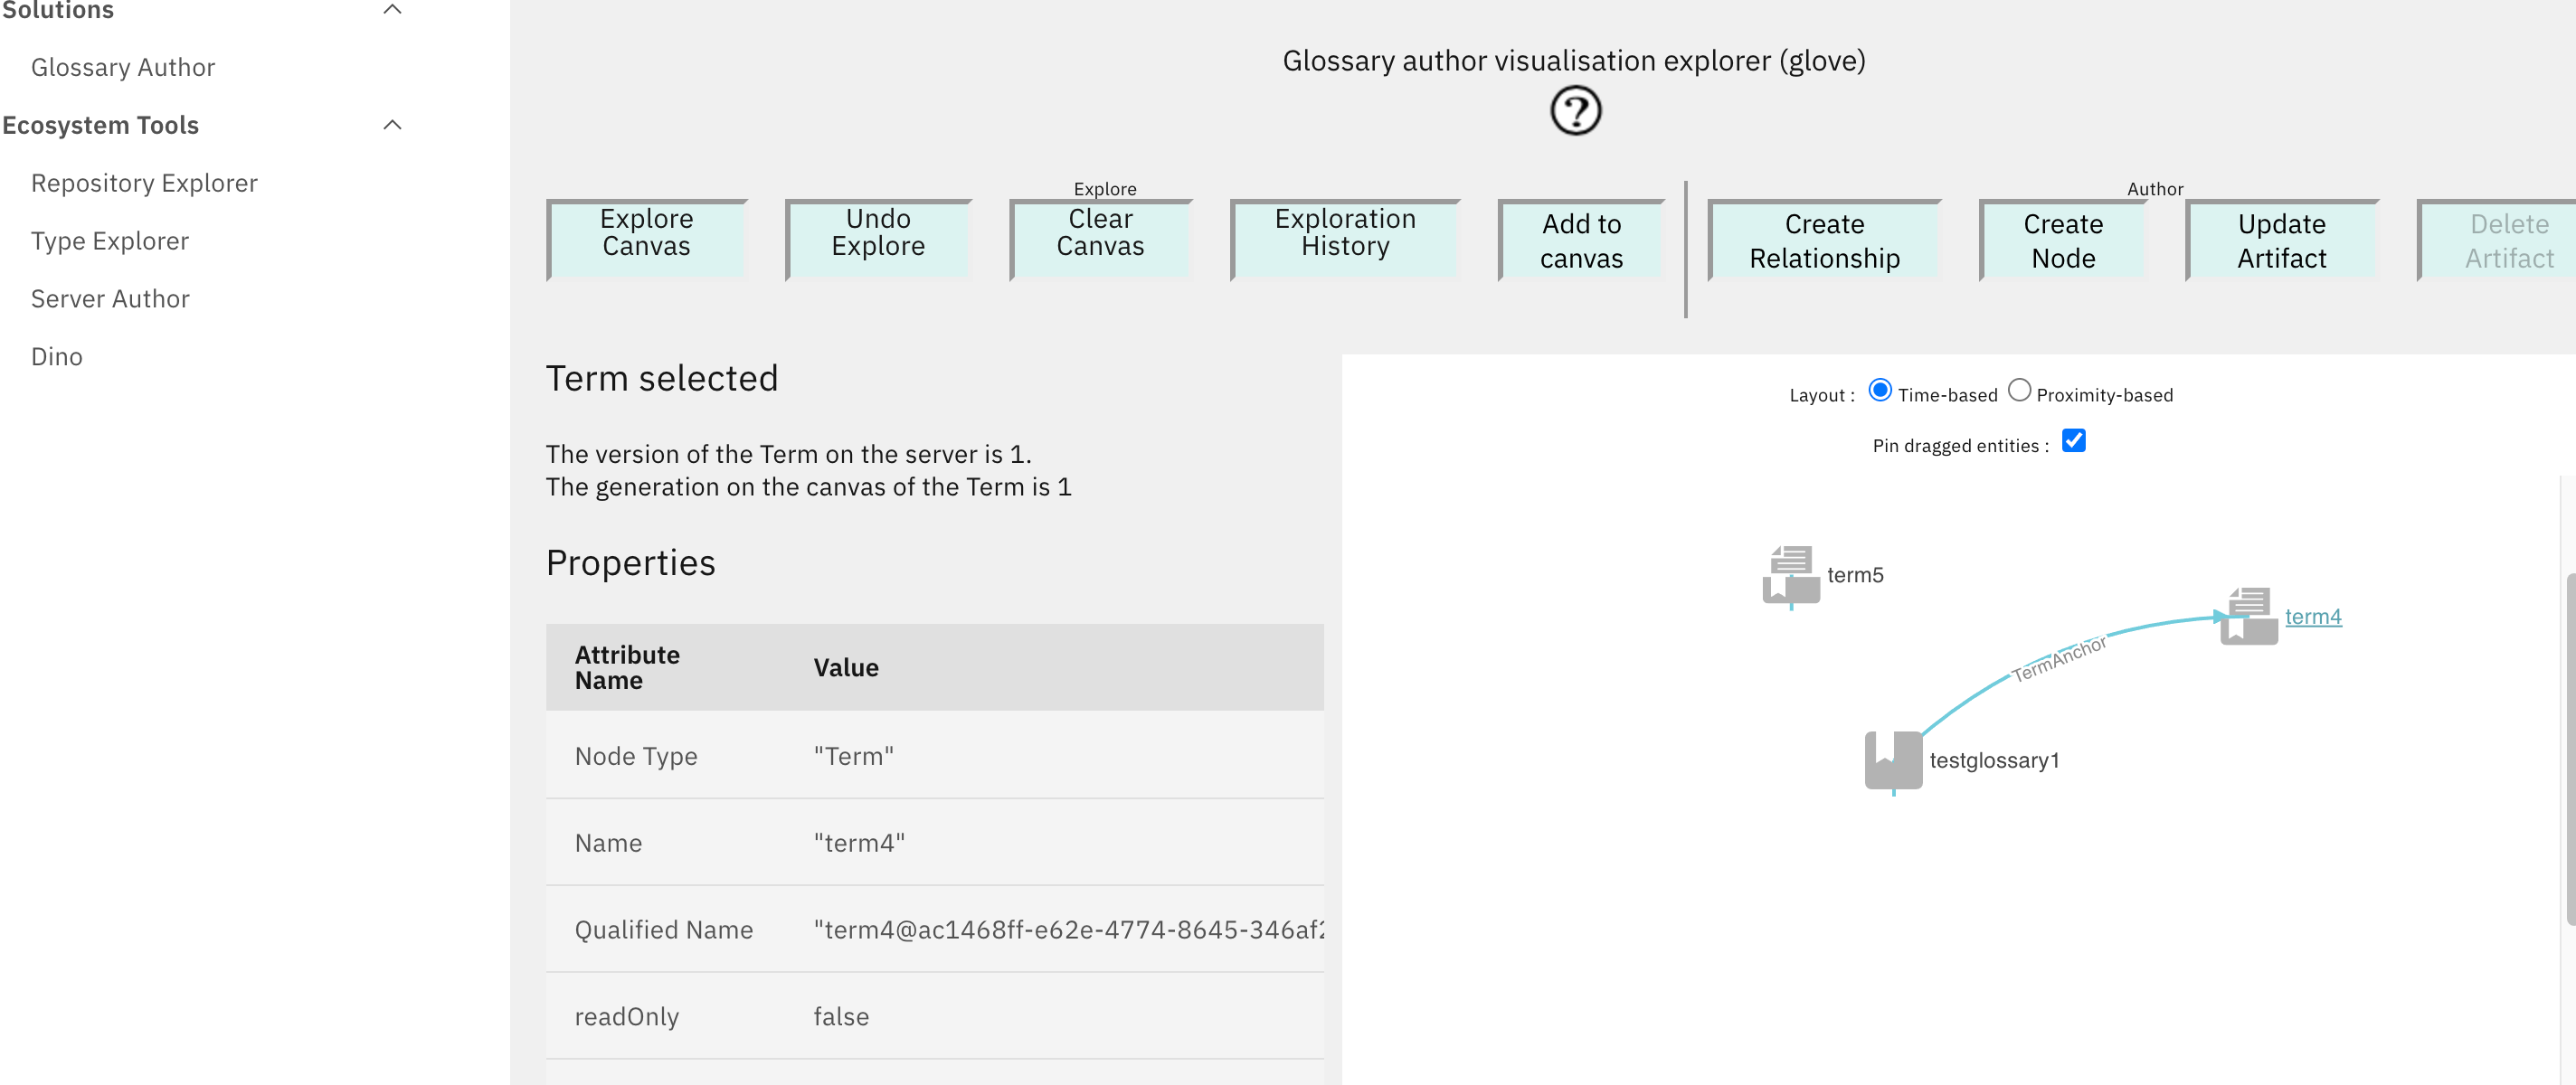 Solutions
Glossary Author
Ecosystem Tools
Repository Explorer
Type Explorer
Server Author
Dino
Glossary author visualisation explorer (glove)
?
Explore
Author
Explore
Canvas
Undo
Explore
Clear
Canvas
Exploration
History
Add to
canvas
Create
Relationship
Create
Node
Update
Artifact
Delete
Artifact
Term selected
The version of the Term on the server is 1.
The generation on the canvas of the Term is 1
Properties
Attribute
Name
Value
Node Type
"Term"
Name
"term4"
Qualified Name
"term4@ac1468ff-e62e-4774-8645-346af2
readOnly
false
Layout : Time-based Proximity-based
Pin dragged entities :
term5
term4
TermAnchor
testglossary1